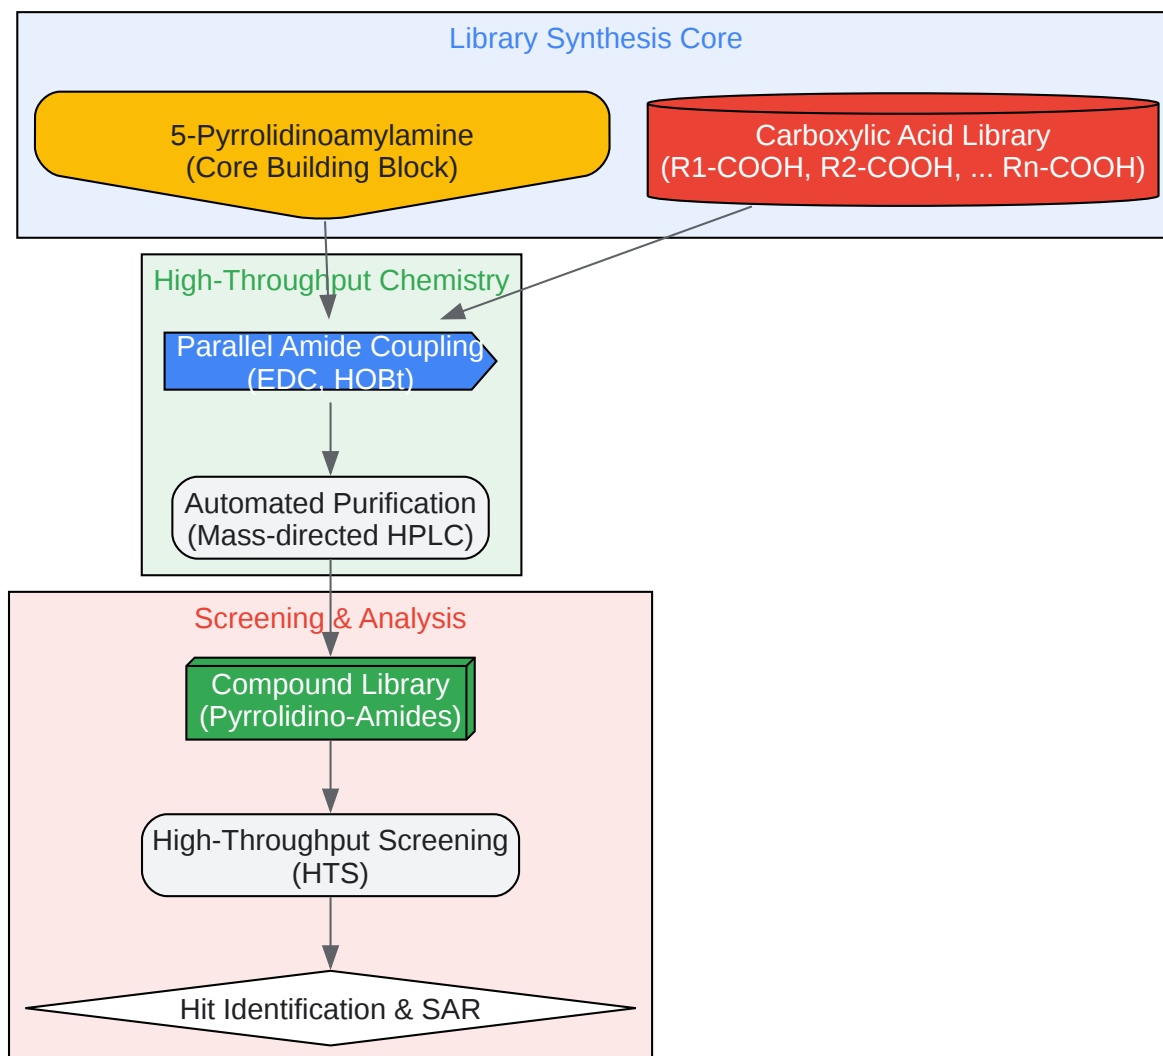 Library Synthesis Core
5-Pyrrolidinoamylamine
(Core Building Block)
Carboxylic Acid Library
(R1-COOH, R2-COOH, ... Rn-COOH)
High-Throughput Chemistry
Parallel Amide Coupling
(EDC, HOBt)
Automated Purification
(Mass-directed HPLC)
Screening & Analysis
Compound Library
(Pyrrolidino-Amides)
High-Throughput Screening
(HTS)
Hit Identification & SAR